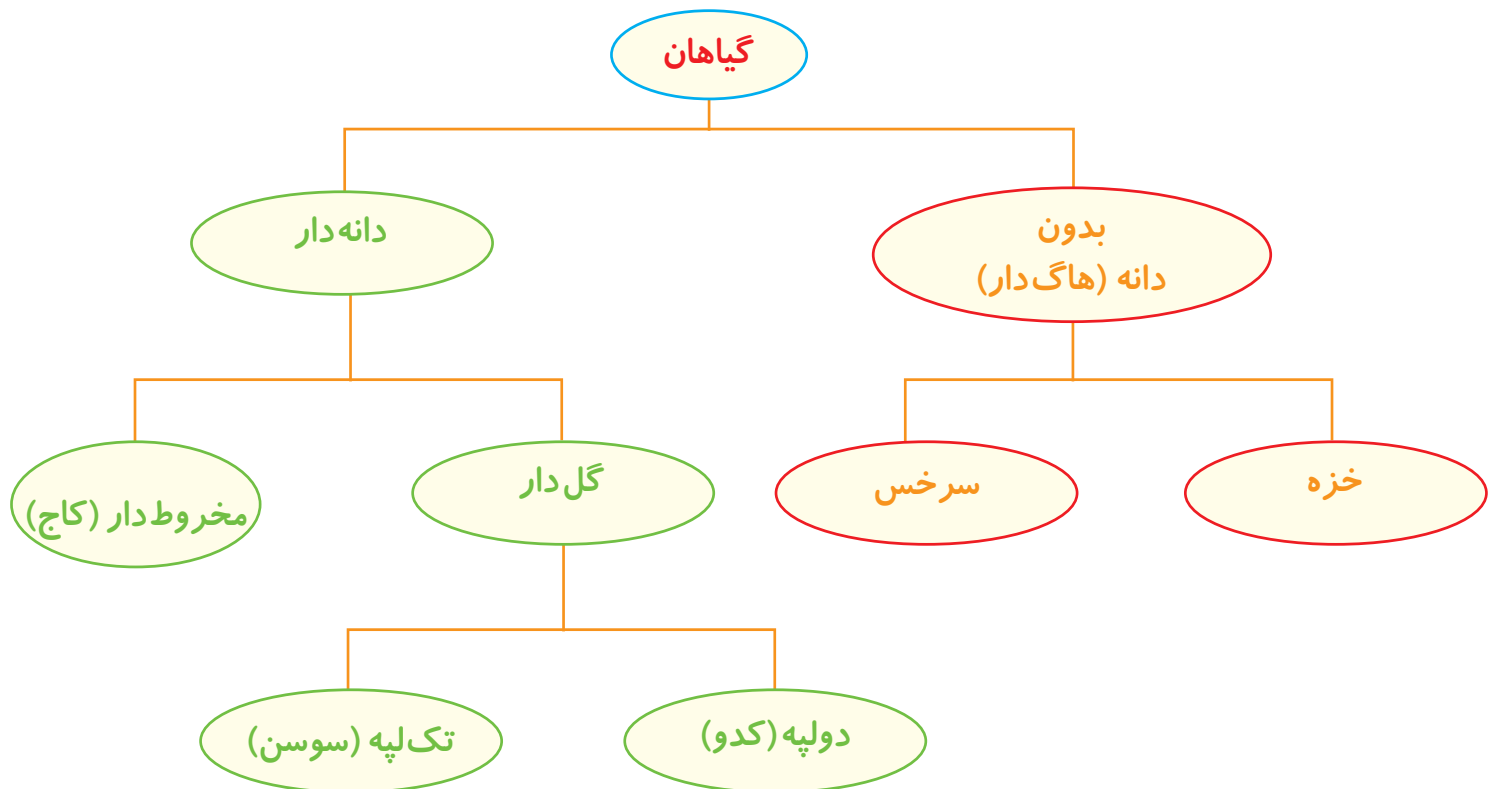 گیاهان
بدون
دانه (هاگ‌دار)
دانه‌دار
خزه
سرخس
گل‌دار
مخروط‌دار (کاج)
دولپه (کدو)
تک‌لپه (سوسن)